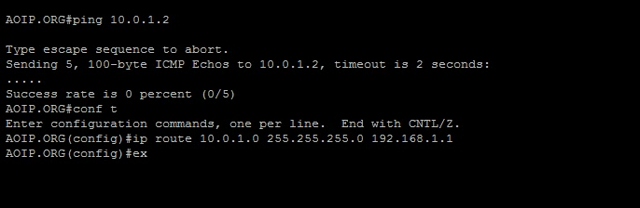 AOIP.ORG#ping 10.0.1.2
Type escape sequence to abort.
Sending 5, 100-byte ICMP Echos to 10.0.1.2, timeout is 2 seconds:
.....
Success rate is 0 percent (0/5)
AOIP.ORG#conf t
Enter configuration commands, one per line.  End with CNTL/Z.
AOIP.ORG(config)#ip route 10.0.1.0 255.255.255.0 192.168.1.1
AOIP.ORG(config)#ex